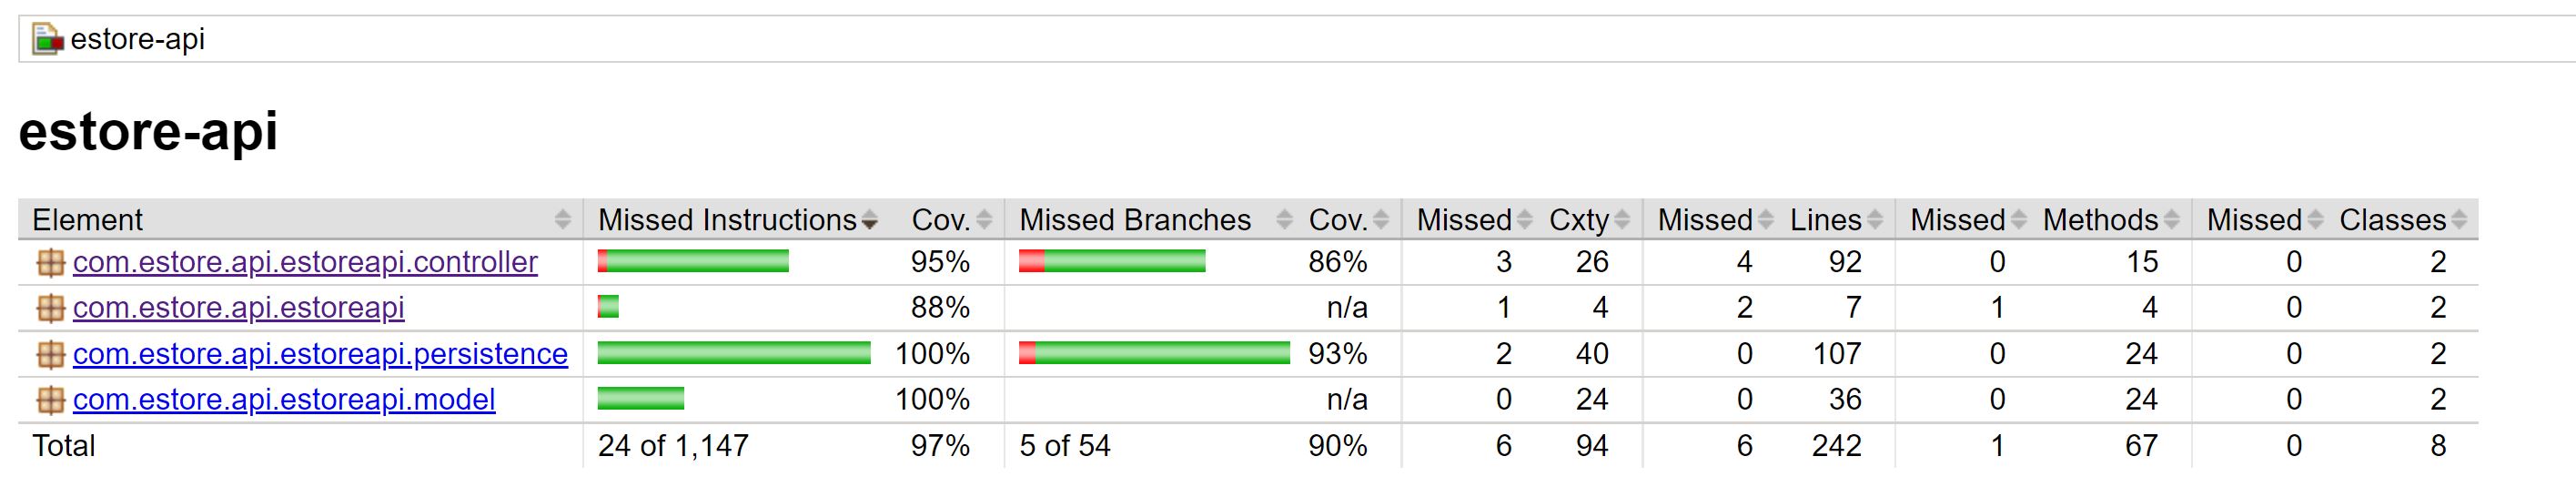 estore-api
estore-api
Element Missed Instructions Cov. Missed Branches Cov. Missed Cxty Missed Lines Missed Methods Missed Classes
com.estore.api.estoreapi.controller 95% 86% 3 26 4 92 0 15 0 2
com.estore.api.estoreapi 88% n/a 1 4 2 7 1 4 0 2
com.estore.api.estoreapi.persistence 100% 93% 2 40 0 107 0 24 0 2
com.estore.api.estoreapi.model 100% n/a 0 24 0 36 0 24 0 2
Total 24 of 1,147 97% 5 of 54 90% 6 94 6 242 1 67 0 8